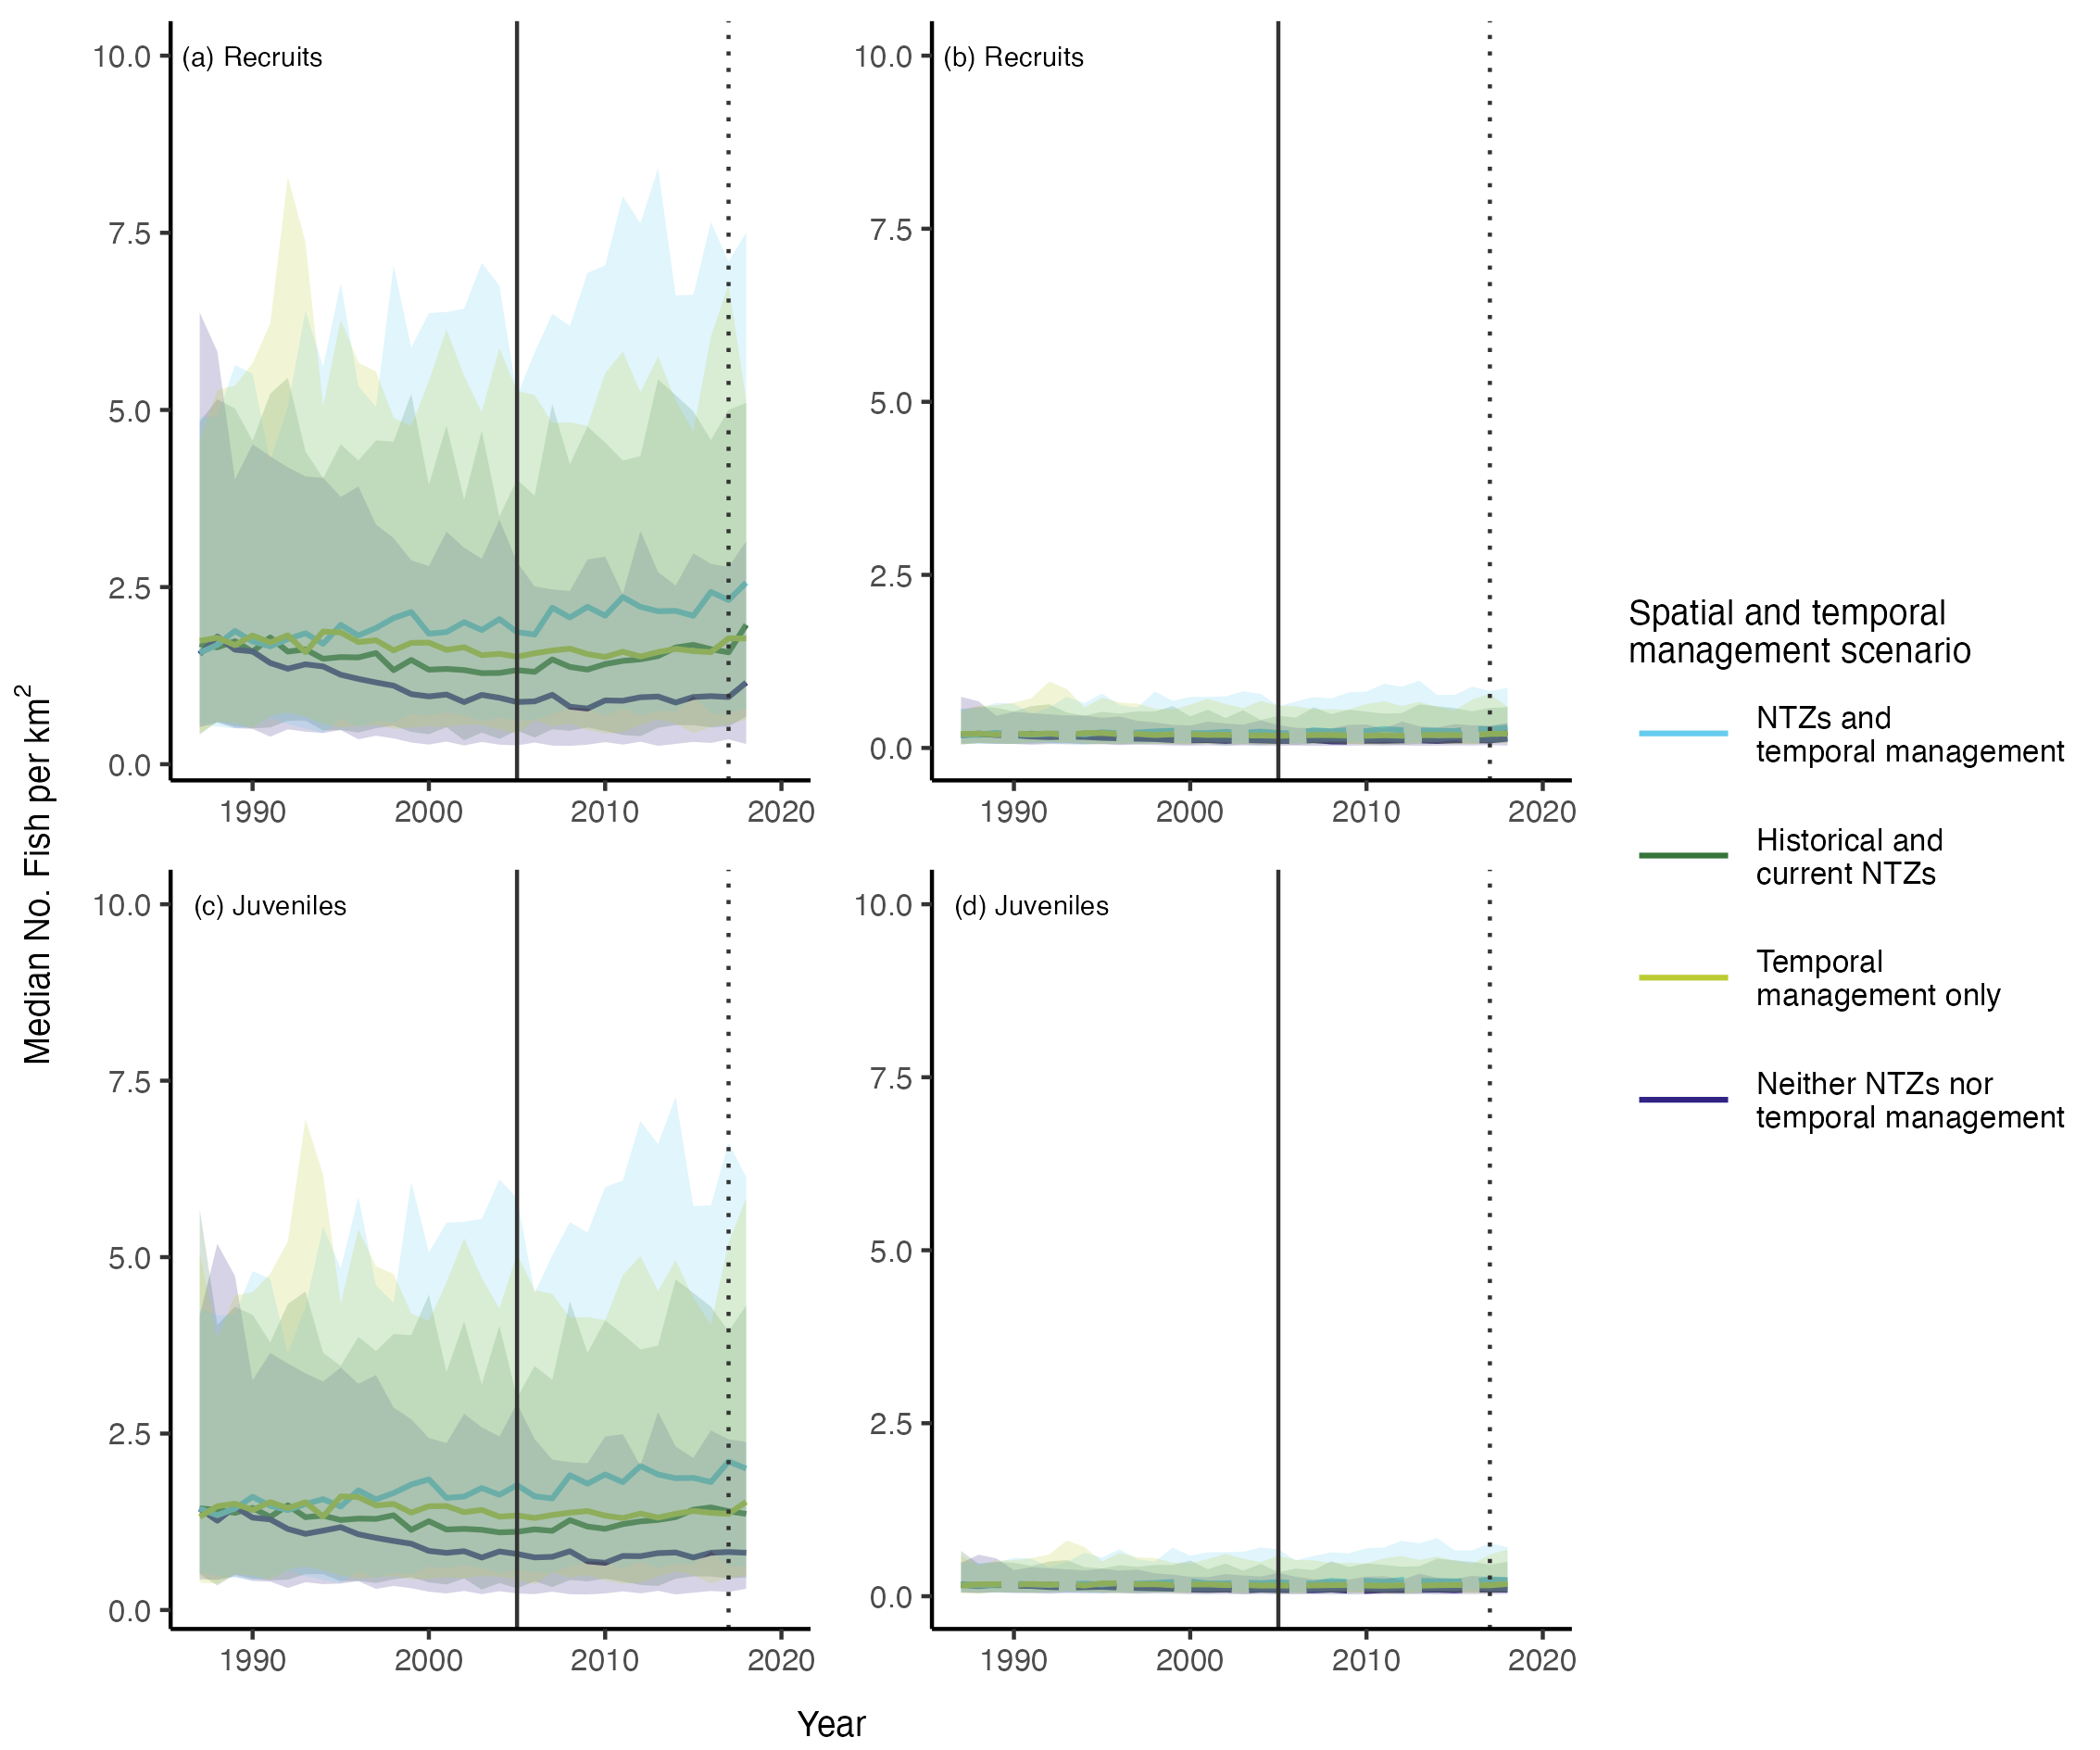 (a) Recruits
10.0
7.5
5.0
2.5
0.0
1990 2000 2010 2020
(b) Recruits
10.0
7.5
5.0
2.5
0.0
1990 2000 2010 2020
(c) Juveniles
10.0
7.5
5.0
2.5
0.0
1990 2000 2010 2020
(d) Juveniles
10.0
7.5
5.0
2.5
0.0
1990 2000 2010 2020
Median No. Fish per km²
Year
Spatial and temporal
management scenario
NTZs and
temporal management
Historical and
current NTZs
Temporal
management only
Neither NTZs nor
temporal management